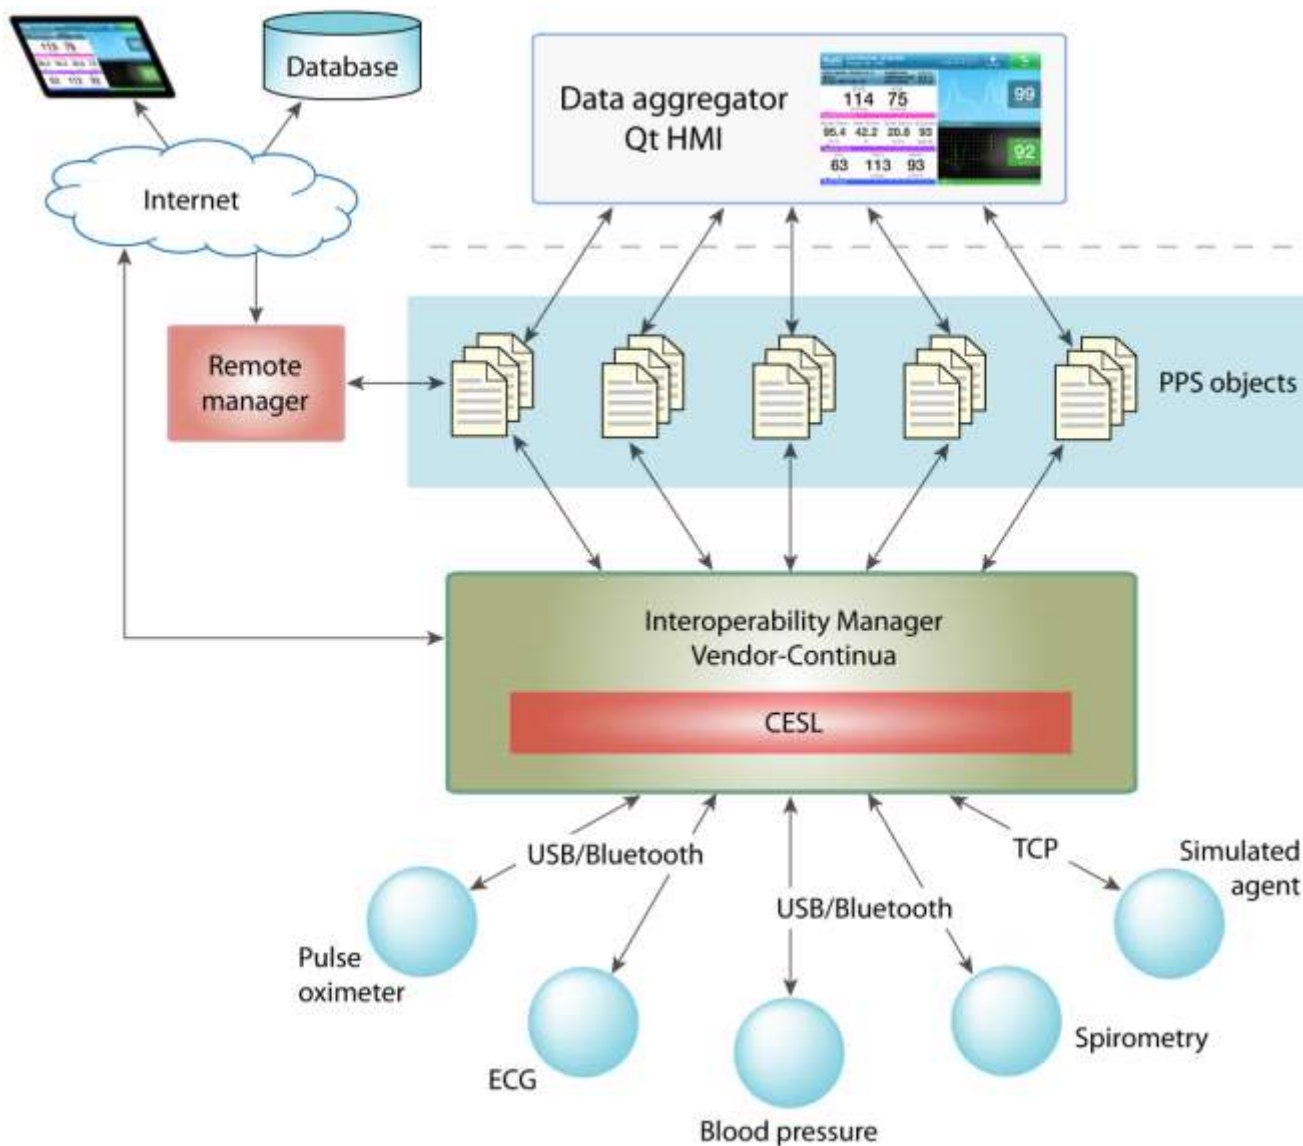 Database
Internet
Data aggregator
Qt HMI
114 75
95.4 42.2 20.8 93
63 113 93
99
92
Remote
manager
PPS objects
Interoperability Manager
Vendor-Continua
CESL
USB/Bluetooth
TCP
Simulated
agent
USB/Bluetooth
Pulse
oximeter
ECG
Spirometry
Blood pressure